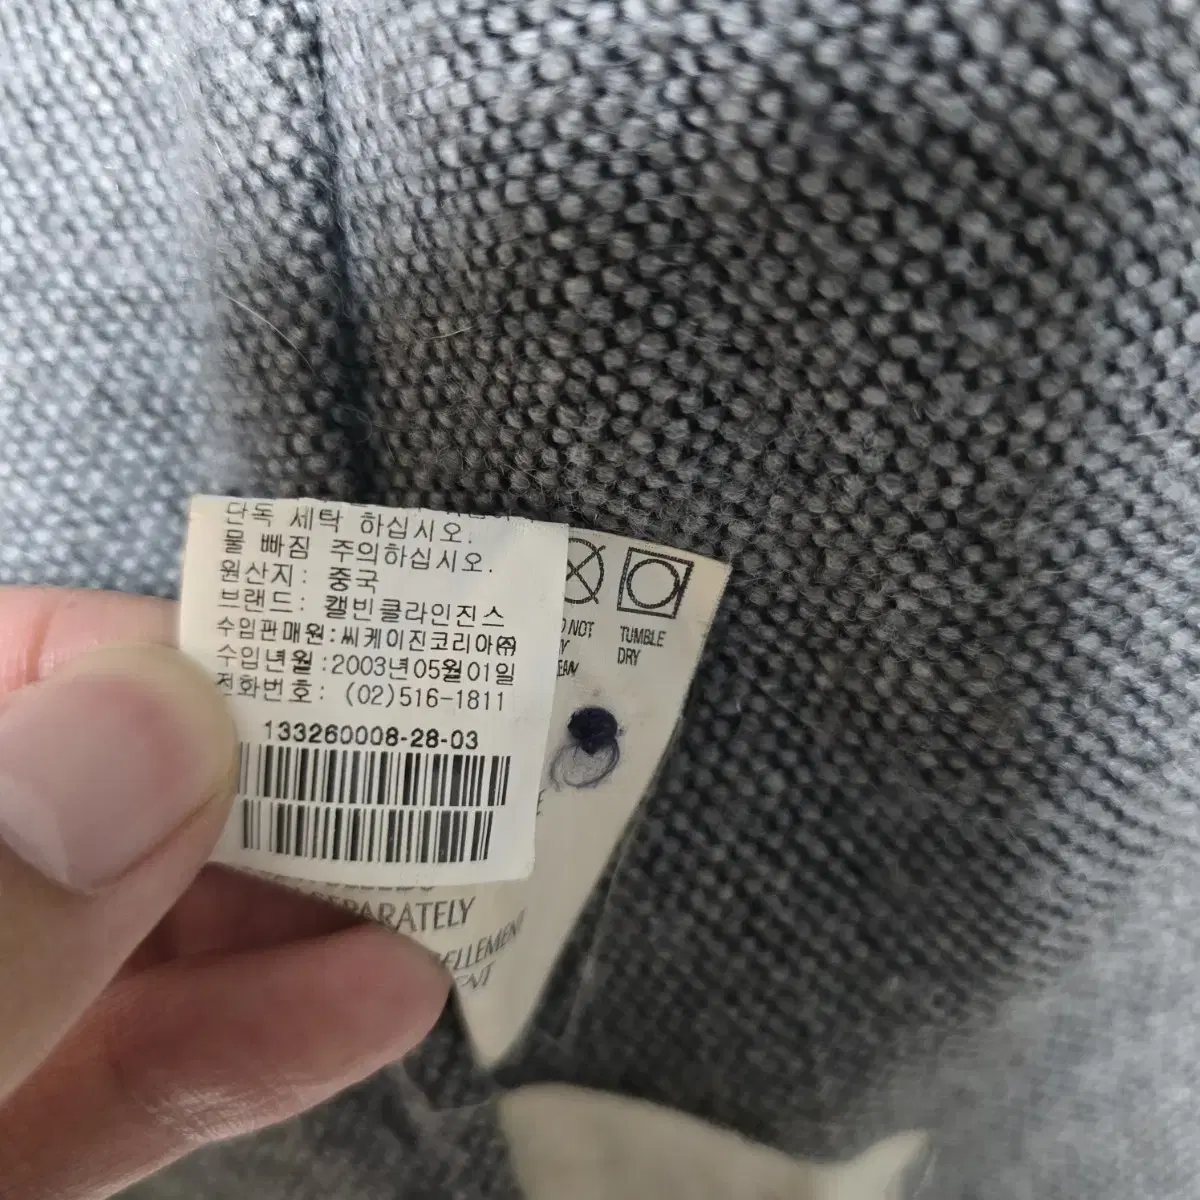 단독 세탁 하십시오.
물 빠짐 주의하십시오.
원산지: 중국
브랜드: 캘빈클라인진스
수입판매원:씨케이진코리아㈜
수입년월:2003년05월01일
전화번호: (02)516-1811
133260008-28-03
NOT
TUMBLE
DRY